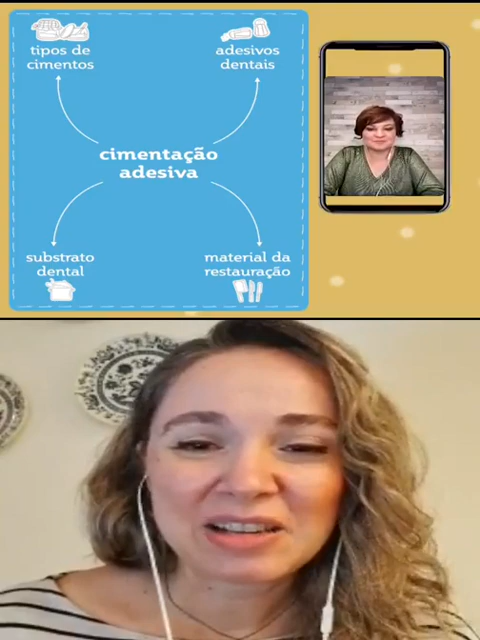 tipos de
cimentos
adesivos
dentais
cimentação
adesiva
substrato
dental
material da
restauração